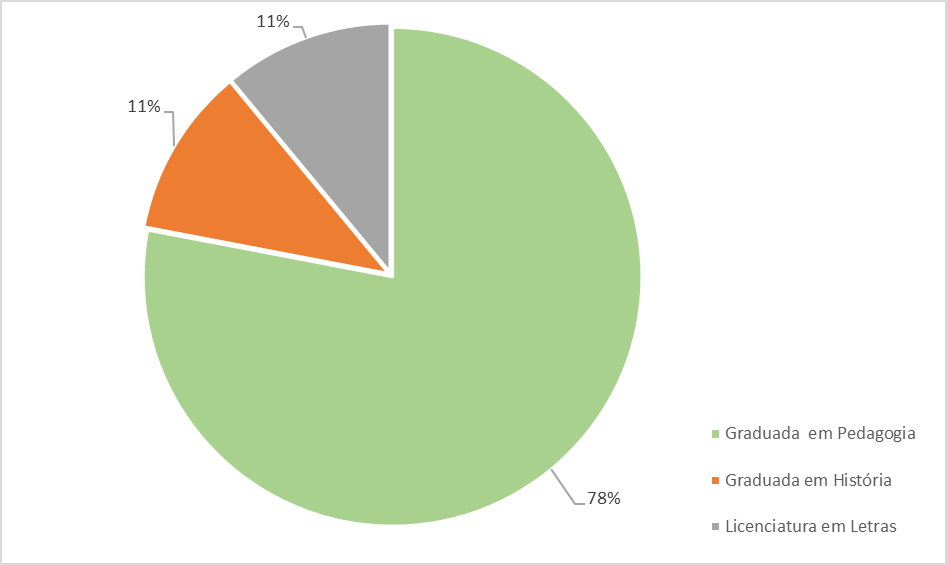 11%
11%
78%
Graduada  em Pedagogia
Graduada em História
Licenciatura em Letras